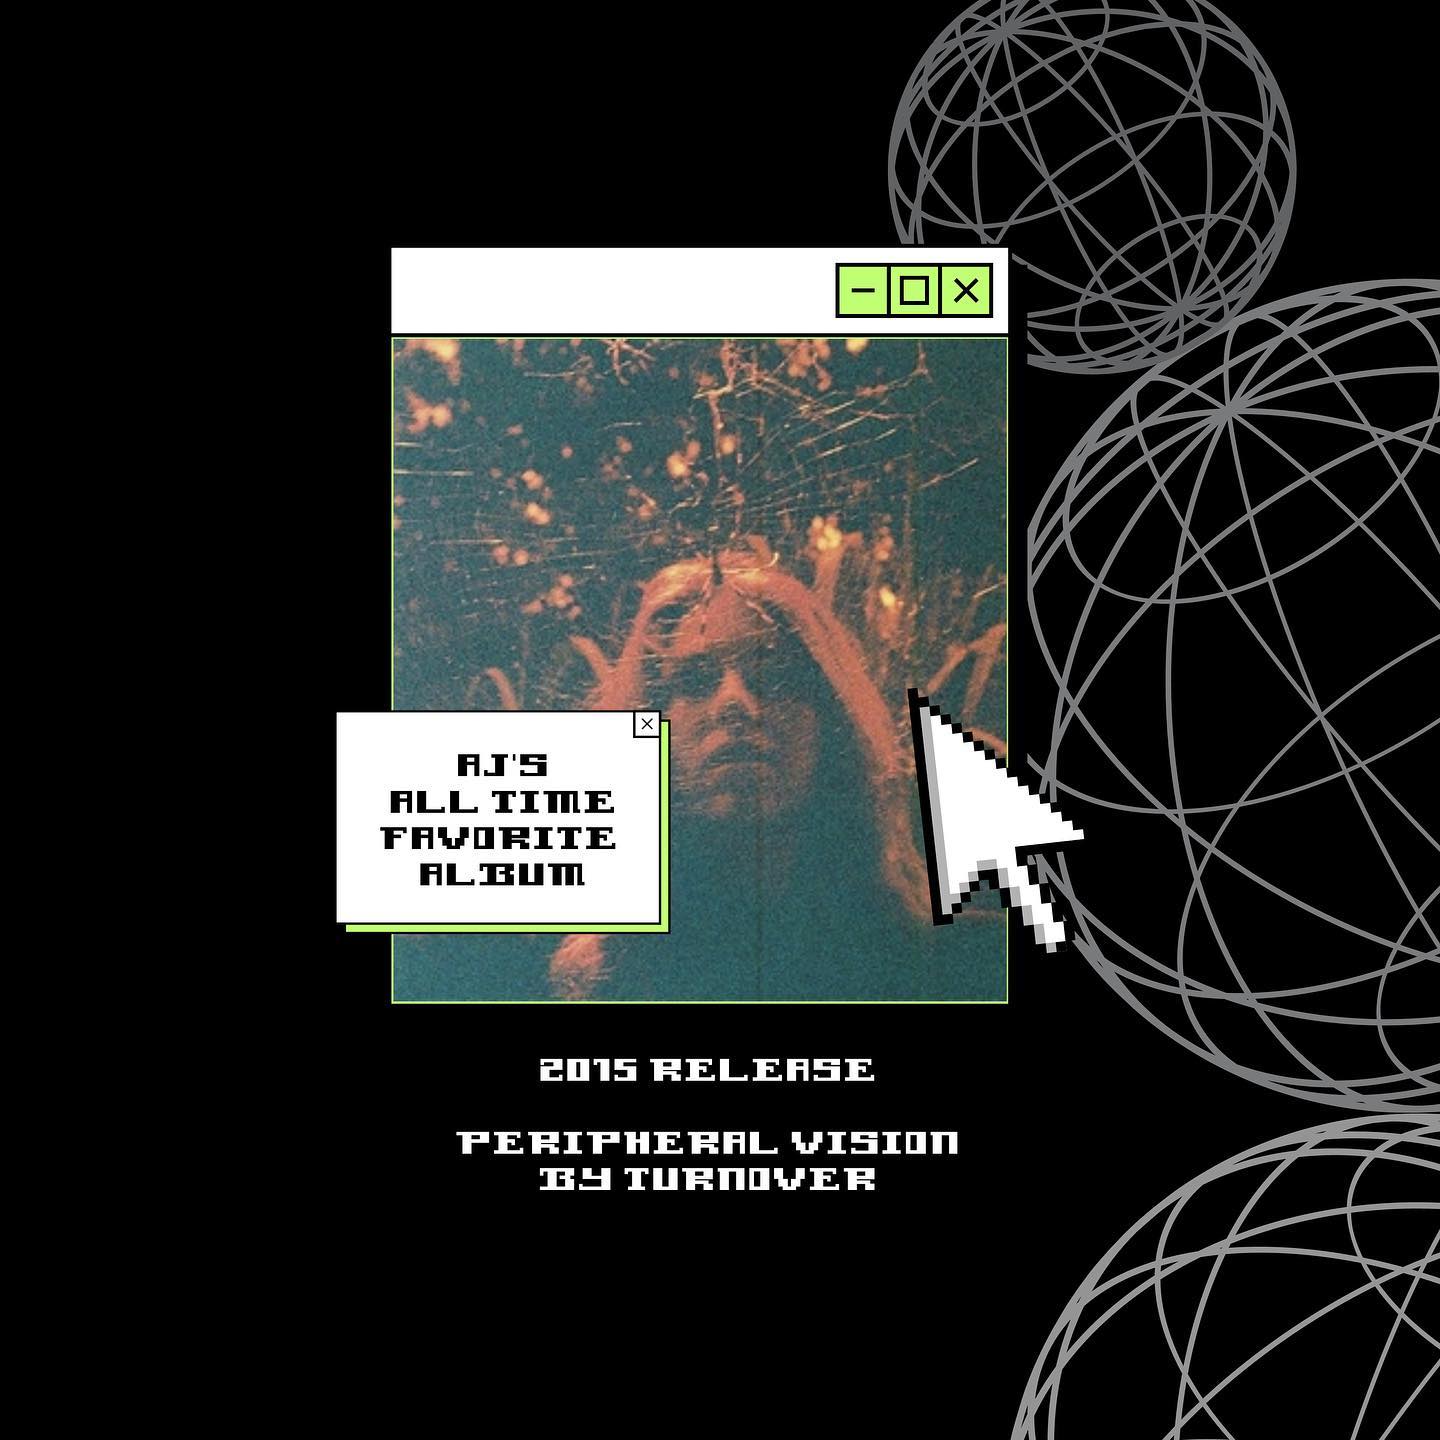 AJ'S
ALL TIME
FAVORITE
ALBUM
2015 RELEASE
PERIPHERAL VISION
BY TURNOVER